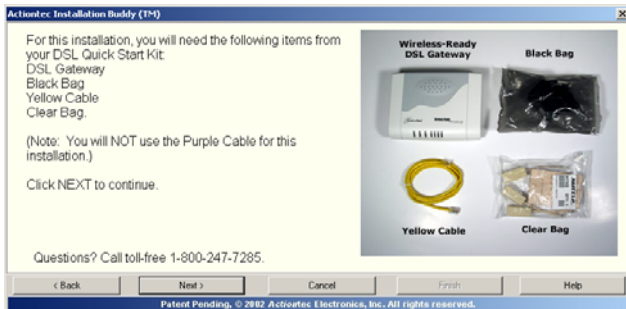 Actiontec Installation Buddy (TM)
For this installation, you will need the following items from
your DSL Quick Start Kit:
DSL Gateway
Black Bag
Yellow Cable
Clear Bag.
(Note: You will NOT use the Purple Cable for this
installation.)
Click NEXT to continue.
Questions? Call toll-free 1-800-247-7285.
Wireless-Ready
DSL Gateway
Black Bag
Yellow Cable
Clear Bag
< Back
Next >
Cancel
Finish
Help
Patent Pending, © 2002 Actiontec Electronics, Inc. All rights reserved.